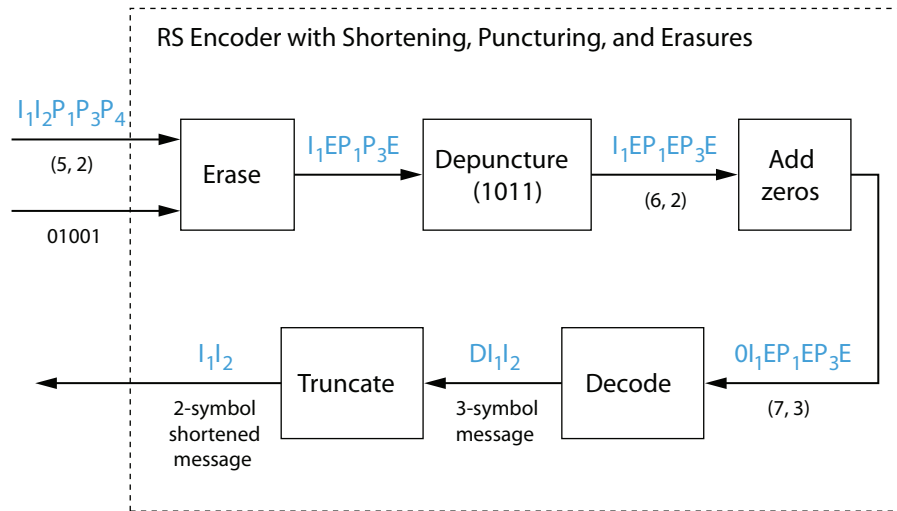 RS Encoder with Shortening, Puncturing, and Erasures
I₁I₂P₁P₃P₄
(5, 2)
01001
Erase
I₁EP₁P₃E
Depuncture
(1011)
I₁EP₁EP₃E
(6, 2)
Add
zeros
0I₁EP₁EP₃E
(7, 3)
Decode
DI₁I₂
3-symbol
message
Truncate
I₁I₂
2-symbol
shortened
message